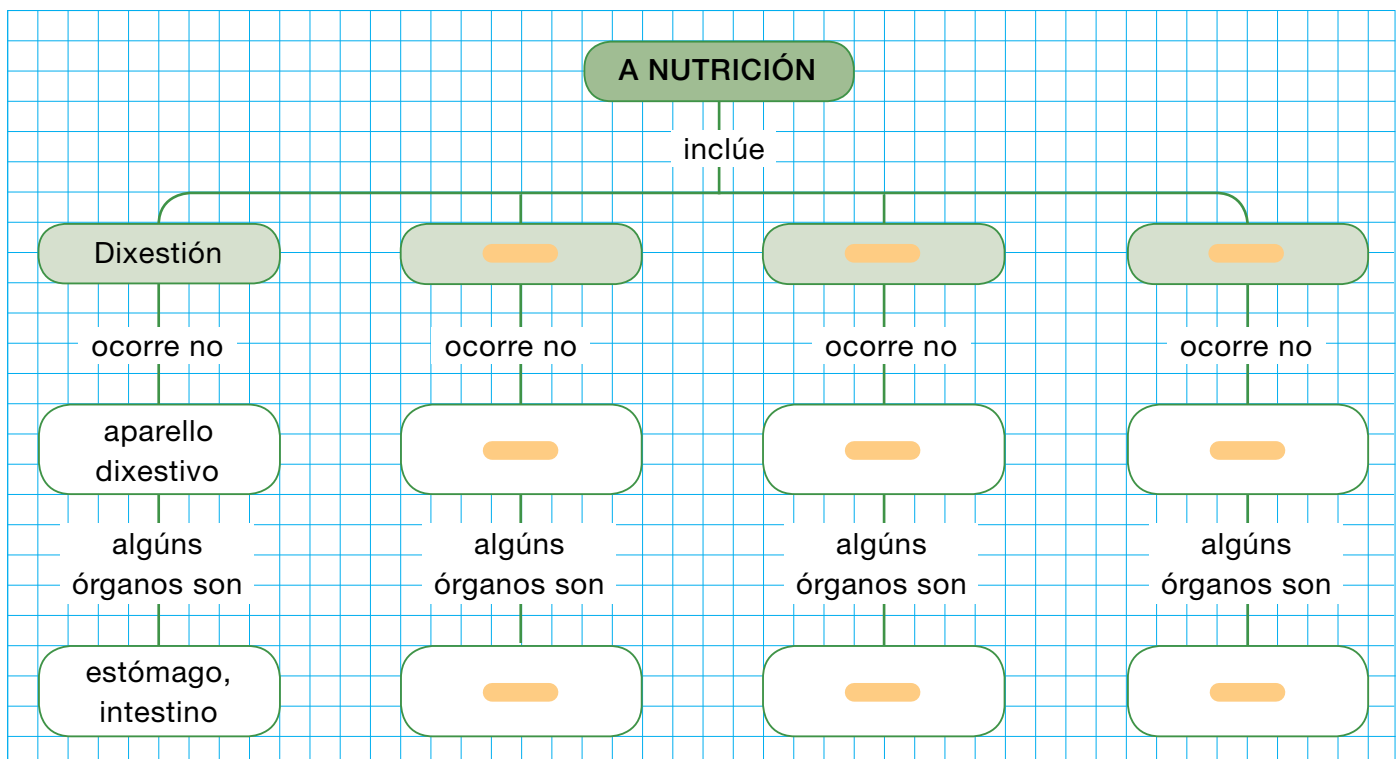 A NUTRICIÓN
inclúe
Dixestión
ocorre no
ocorre no
ocorre no
ocorre no
aparello
dixestivo
algúns
órganos son
algúns
órganos son
algúns
órganos son
algúns
órganos son
estómago,
intestino